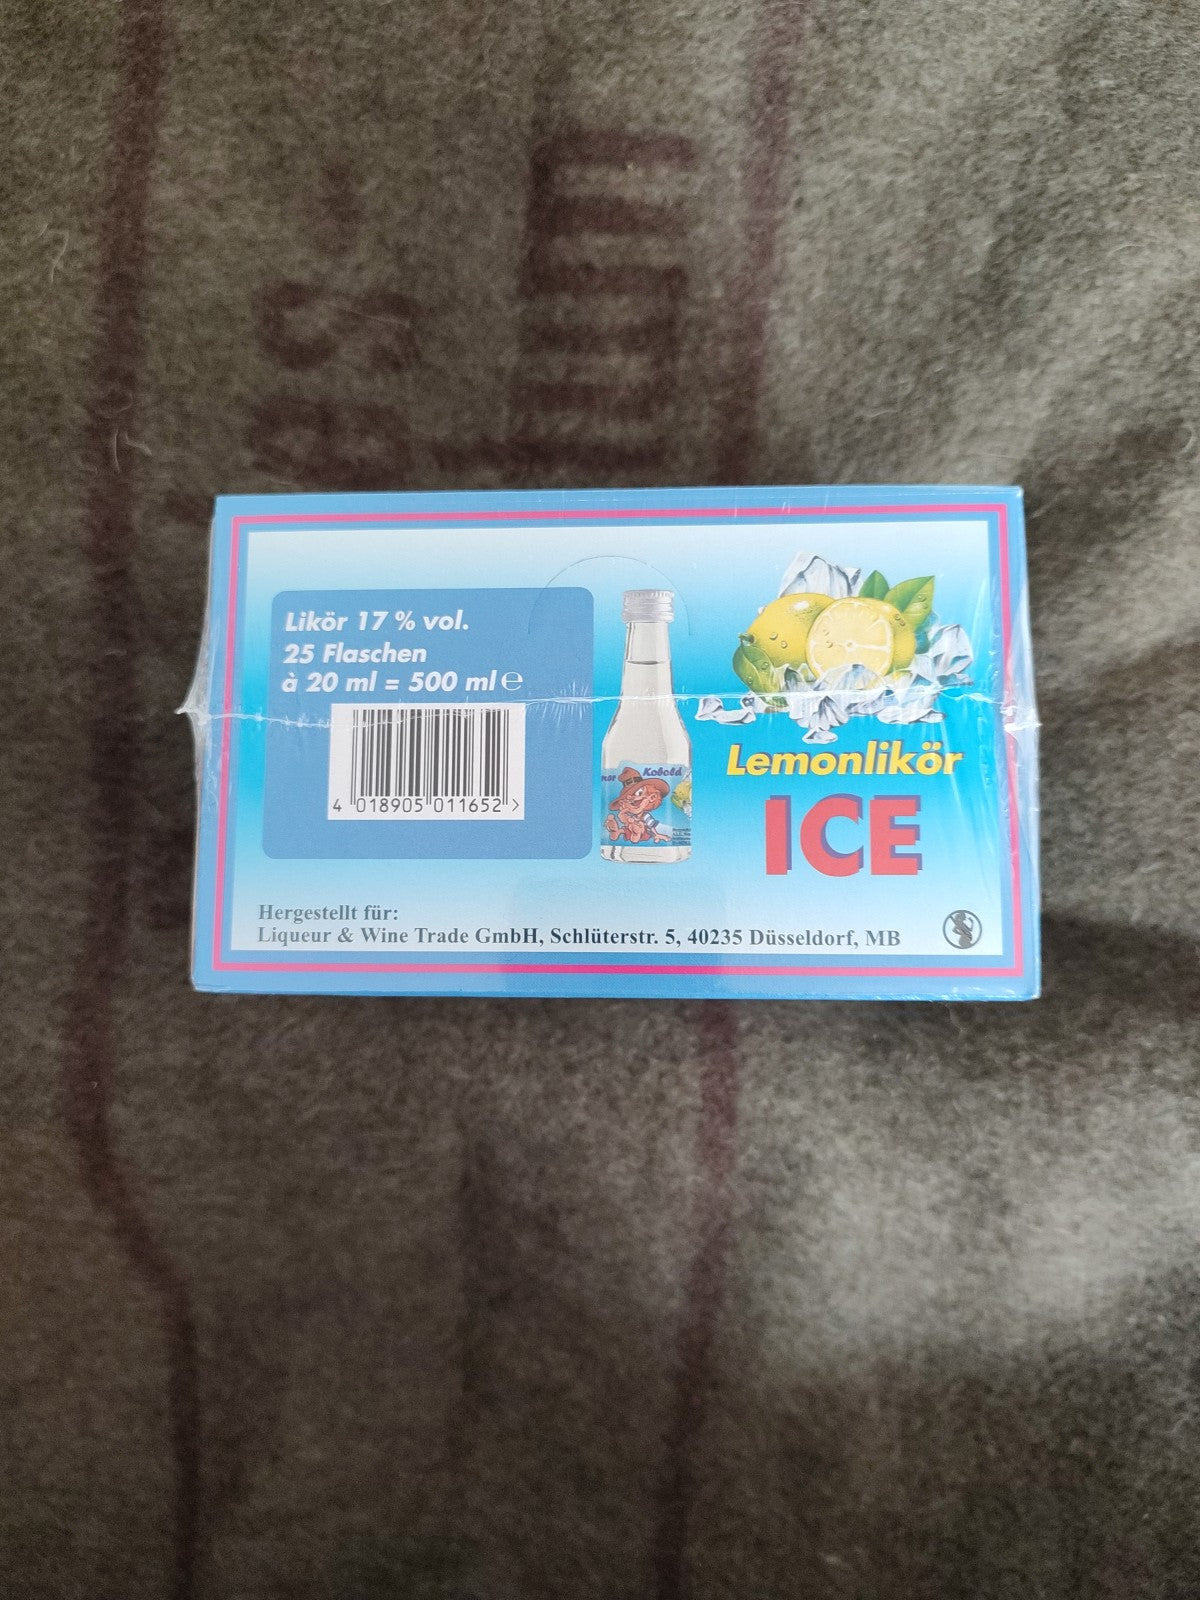 Likör 17 % vol.
25 Flaschen
à 20 ml = 500 ml ℮
4 018905 011652 >
Kobold
Lemonlikör
ICE
Hergestellt für:
Liqueur & Wine Trade GmbH, Schlüterstr. 5, 40235 Düsseldorf, MB